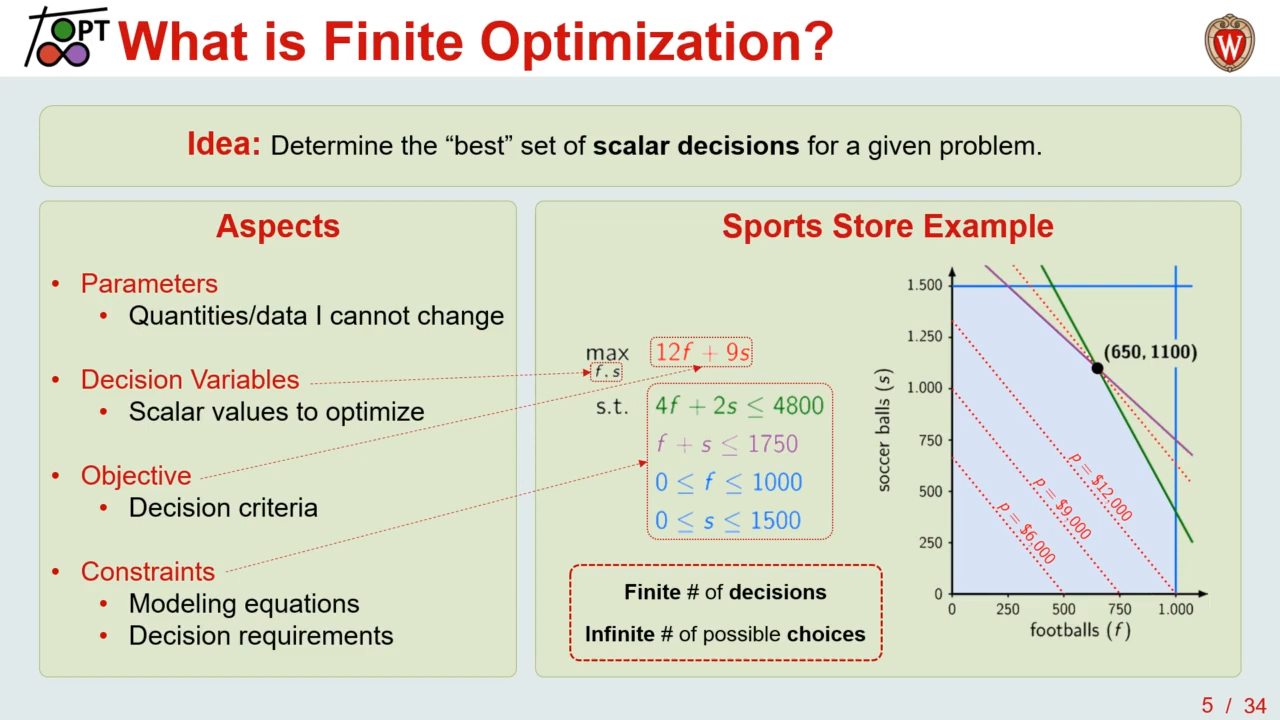 OPT
What is Finite Optimization?
W
Idea: Determine the “best” set of scalar decisions for a given problem.
Aspects
• Parameters
• Quantities/data I cannot change
• Decision Variables
• Scalar values to optimize
• Objective
• Decision criteria
• Constraints
• Modeling equations
• Decision requirements
Sports Store Example
max 12f + 9s
f,s
s.t. 4f + 2s ≤ 4800
f + s ≤ 1750
0 ≤ f ≤ 1000
0 ≤ s ≤ 1500
Finite # of decisions
Infinite # of possible choices
1.500
1.250
1.000
750
500
250
0
soccer balls (s)
(650, 1100)
p = $12,000
p = $9,000
p = $6,000
0 250 500 750 1.000
footballs (f)
5 / 34